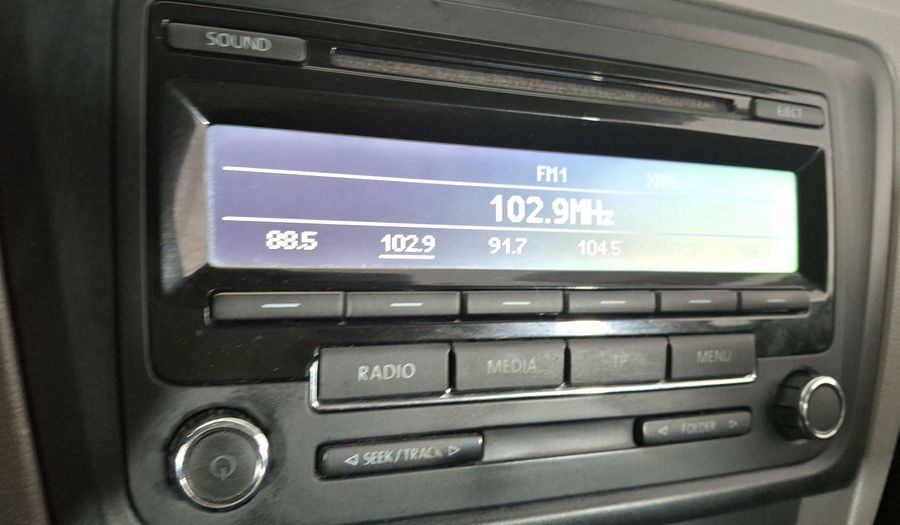 SOUND
EJECT
FM1
102.9MHz
88.5 102.9 91.7 104.5
RADIO MEDIA TP MENU
SEEK/TRACK FOLDER